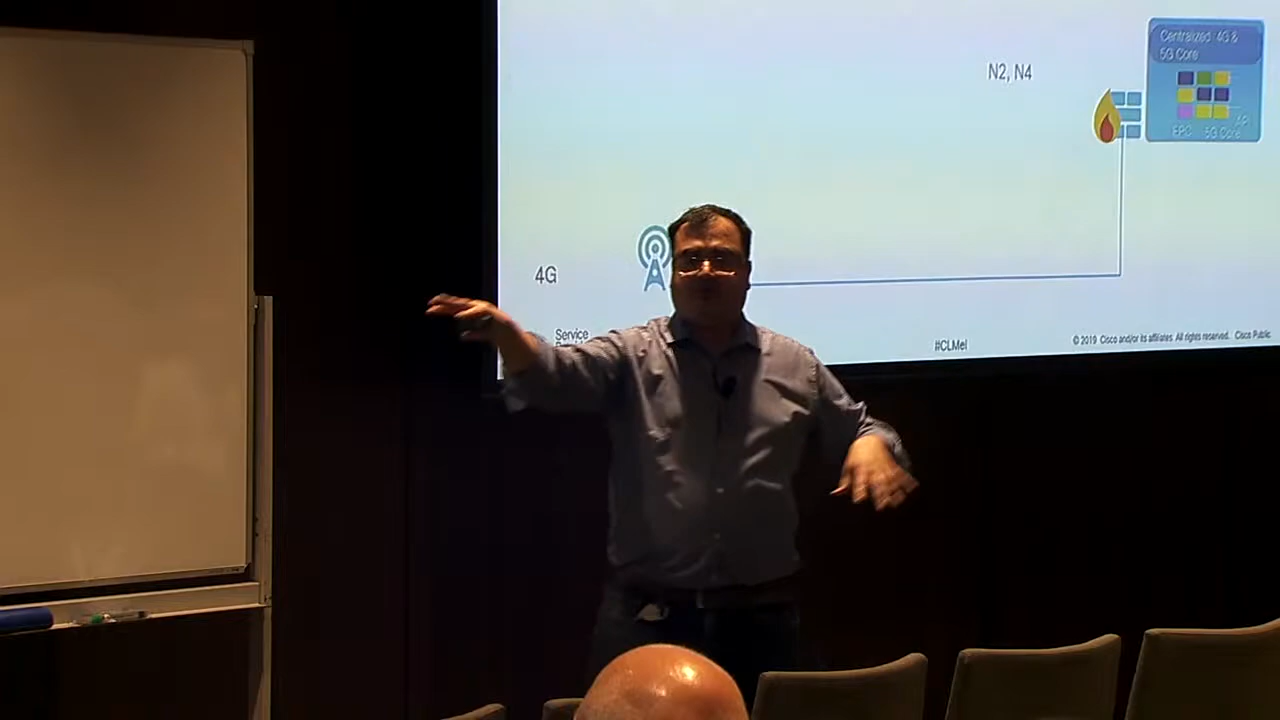 Centralized 4G &
5G Core
N2, N4
API
EPC 5G Core
4G
Service
#CLMel
© 2019 Cisco and/or its affiliates. All rights reserved. Cisco Public